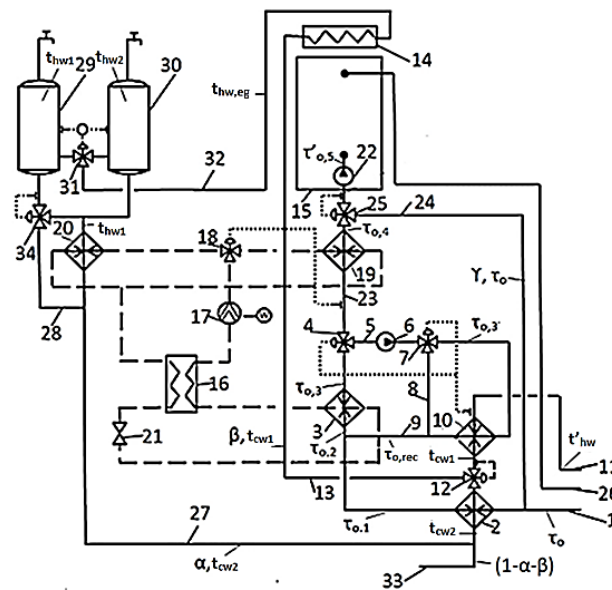 t_hw1 29 t_hw2 30
14
t_hw,eg
τ'_o,5 22
31 32
15 25 24
34 20 t_hw1 18 τ_o,4
19
ϒ, τ_o
28 17 23
4 5 6 7 τ_o,3'
16 τ_o,3 8 10
21 β, t_cw1 3 9 t'_hw
τ_o.2 τ_o,rec t_cw1 11
13 12 26
27 τ_o.1 2 1
α, t_cw2 t_cw2 τ_o
33 (1-α-β)